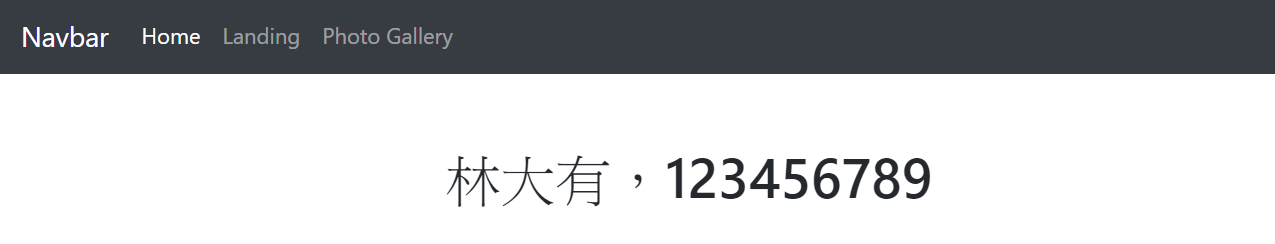 Navbar Home Landing Photo Gallery
林大有，123456789